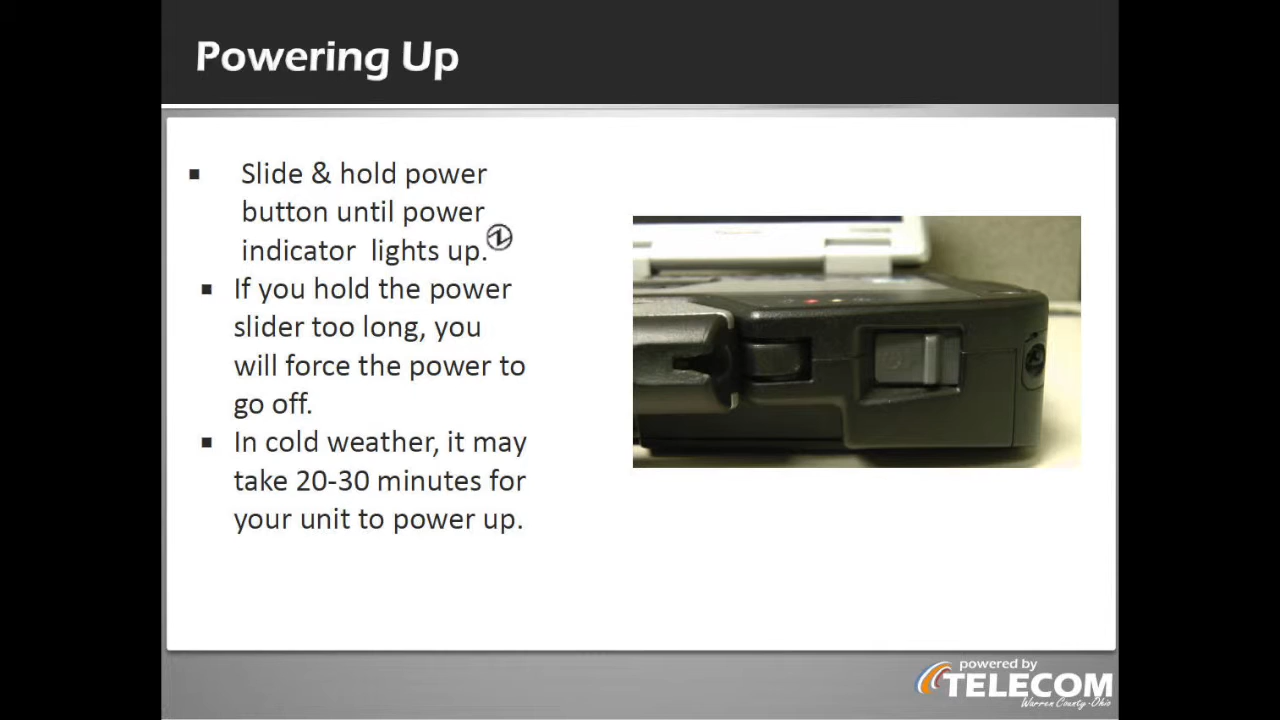 Powering Up
▪ Slide & hold power
button until power
indicator lights up.
▪ If you hold the power
slider too long, you
will force the power to
go off.
▪ In cold weather, it may
take 20-30 minutes for
your unit to power up.
powered by
TELECOM
Warren County - Ohio